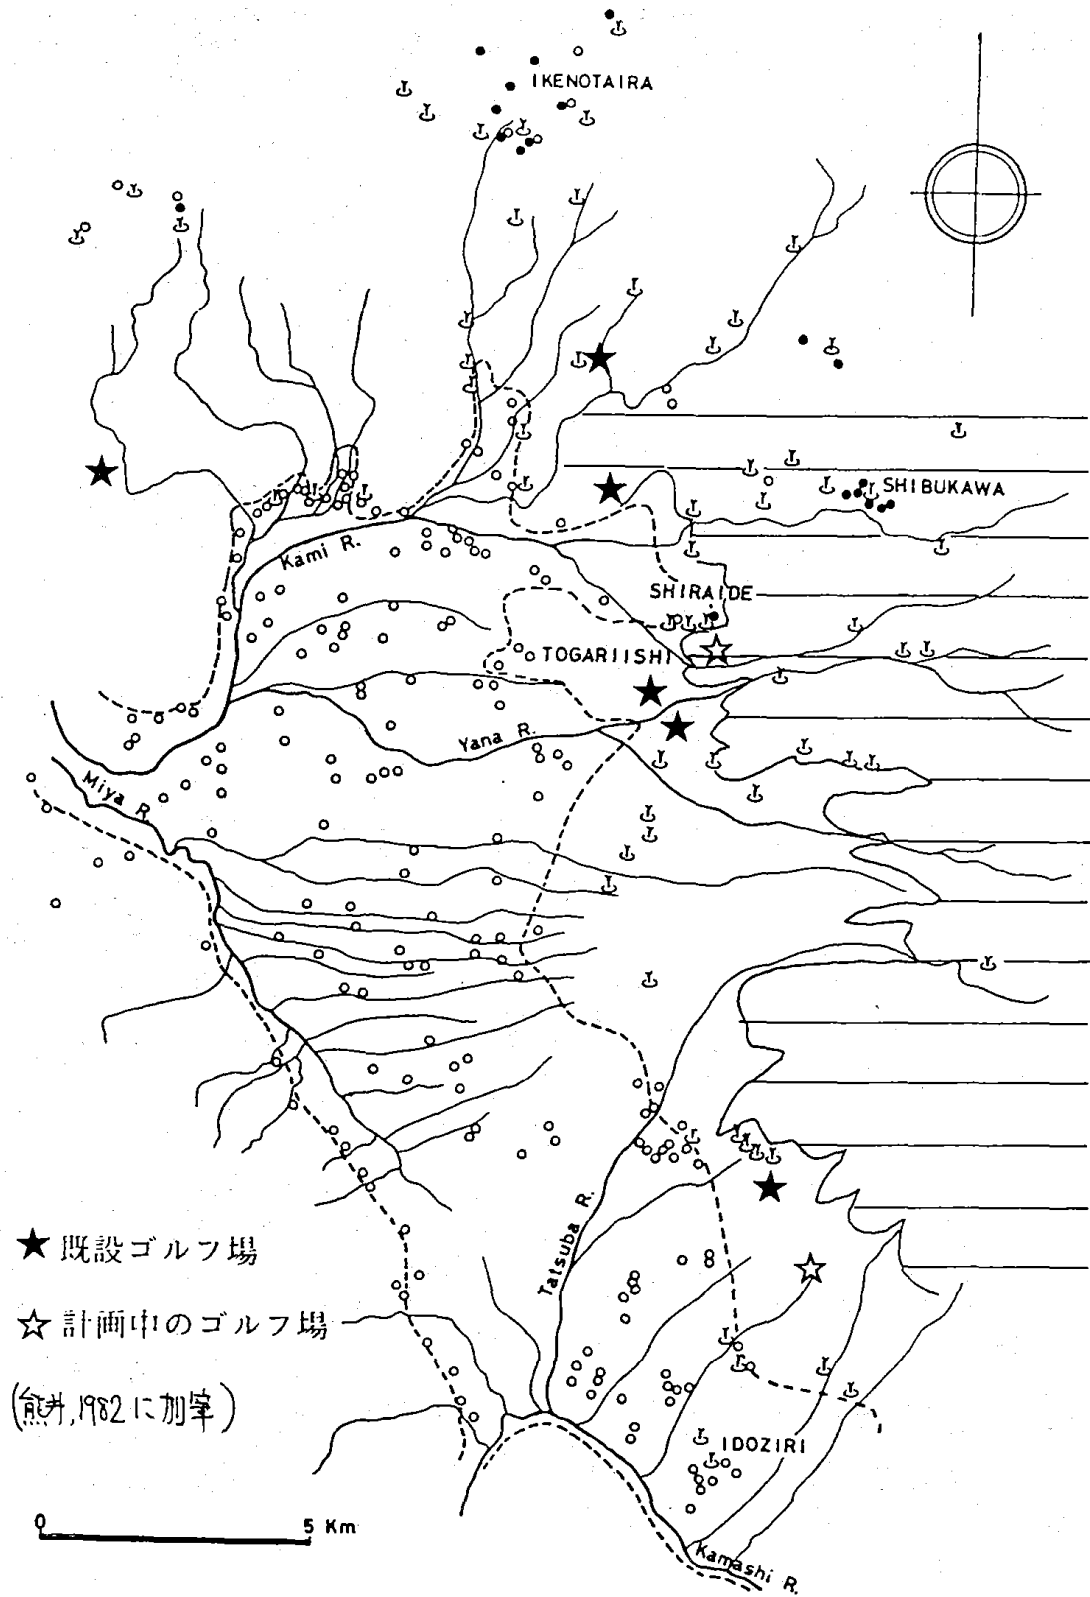 IKENOTAIRA
SHIBUKAWA
Kami R.
SHIRAIDE
TOGARIISHI
Yana R.
Miya R.
Tatsuba R.
★ 既設ゴルフ場
☆ 計画中のゴルフ場
(熊井,1982に加筆)
IDOZIRI
0 5 Km
Kamashi R.